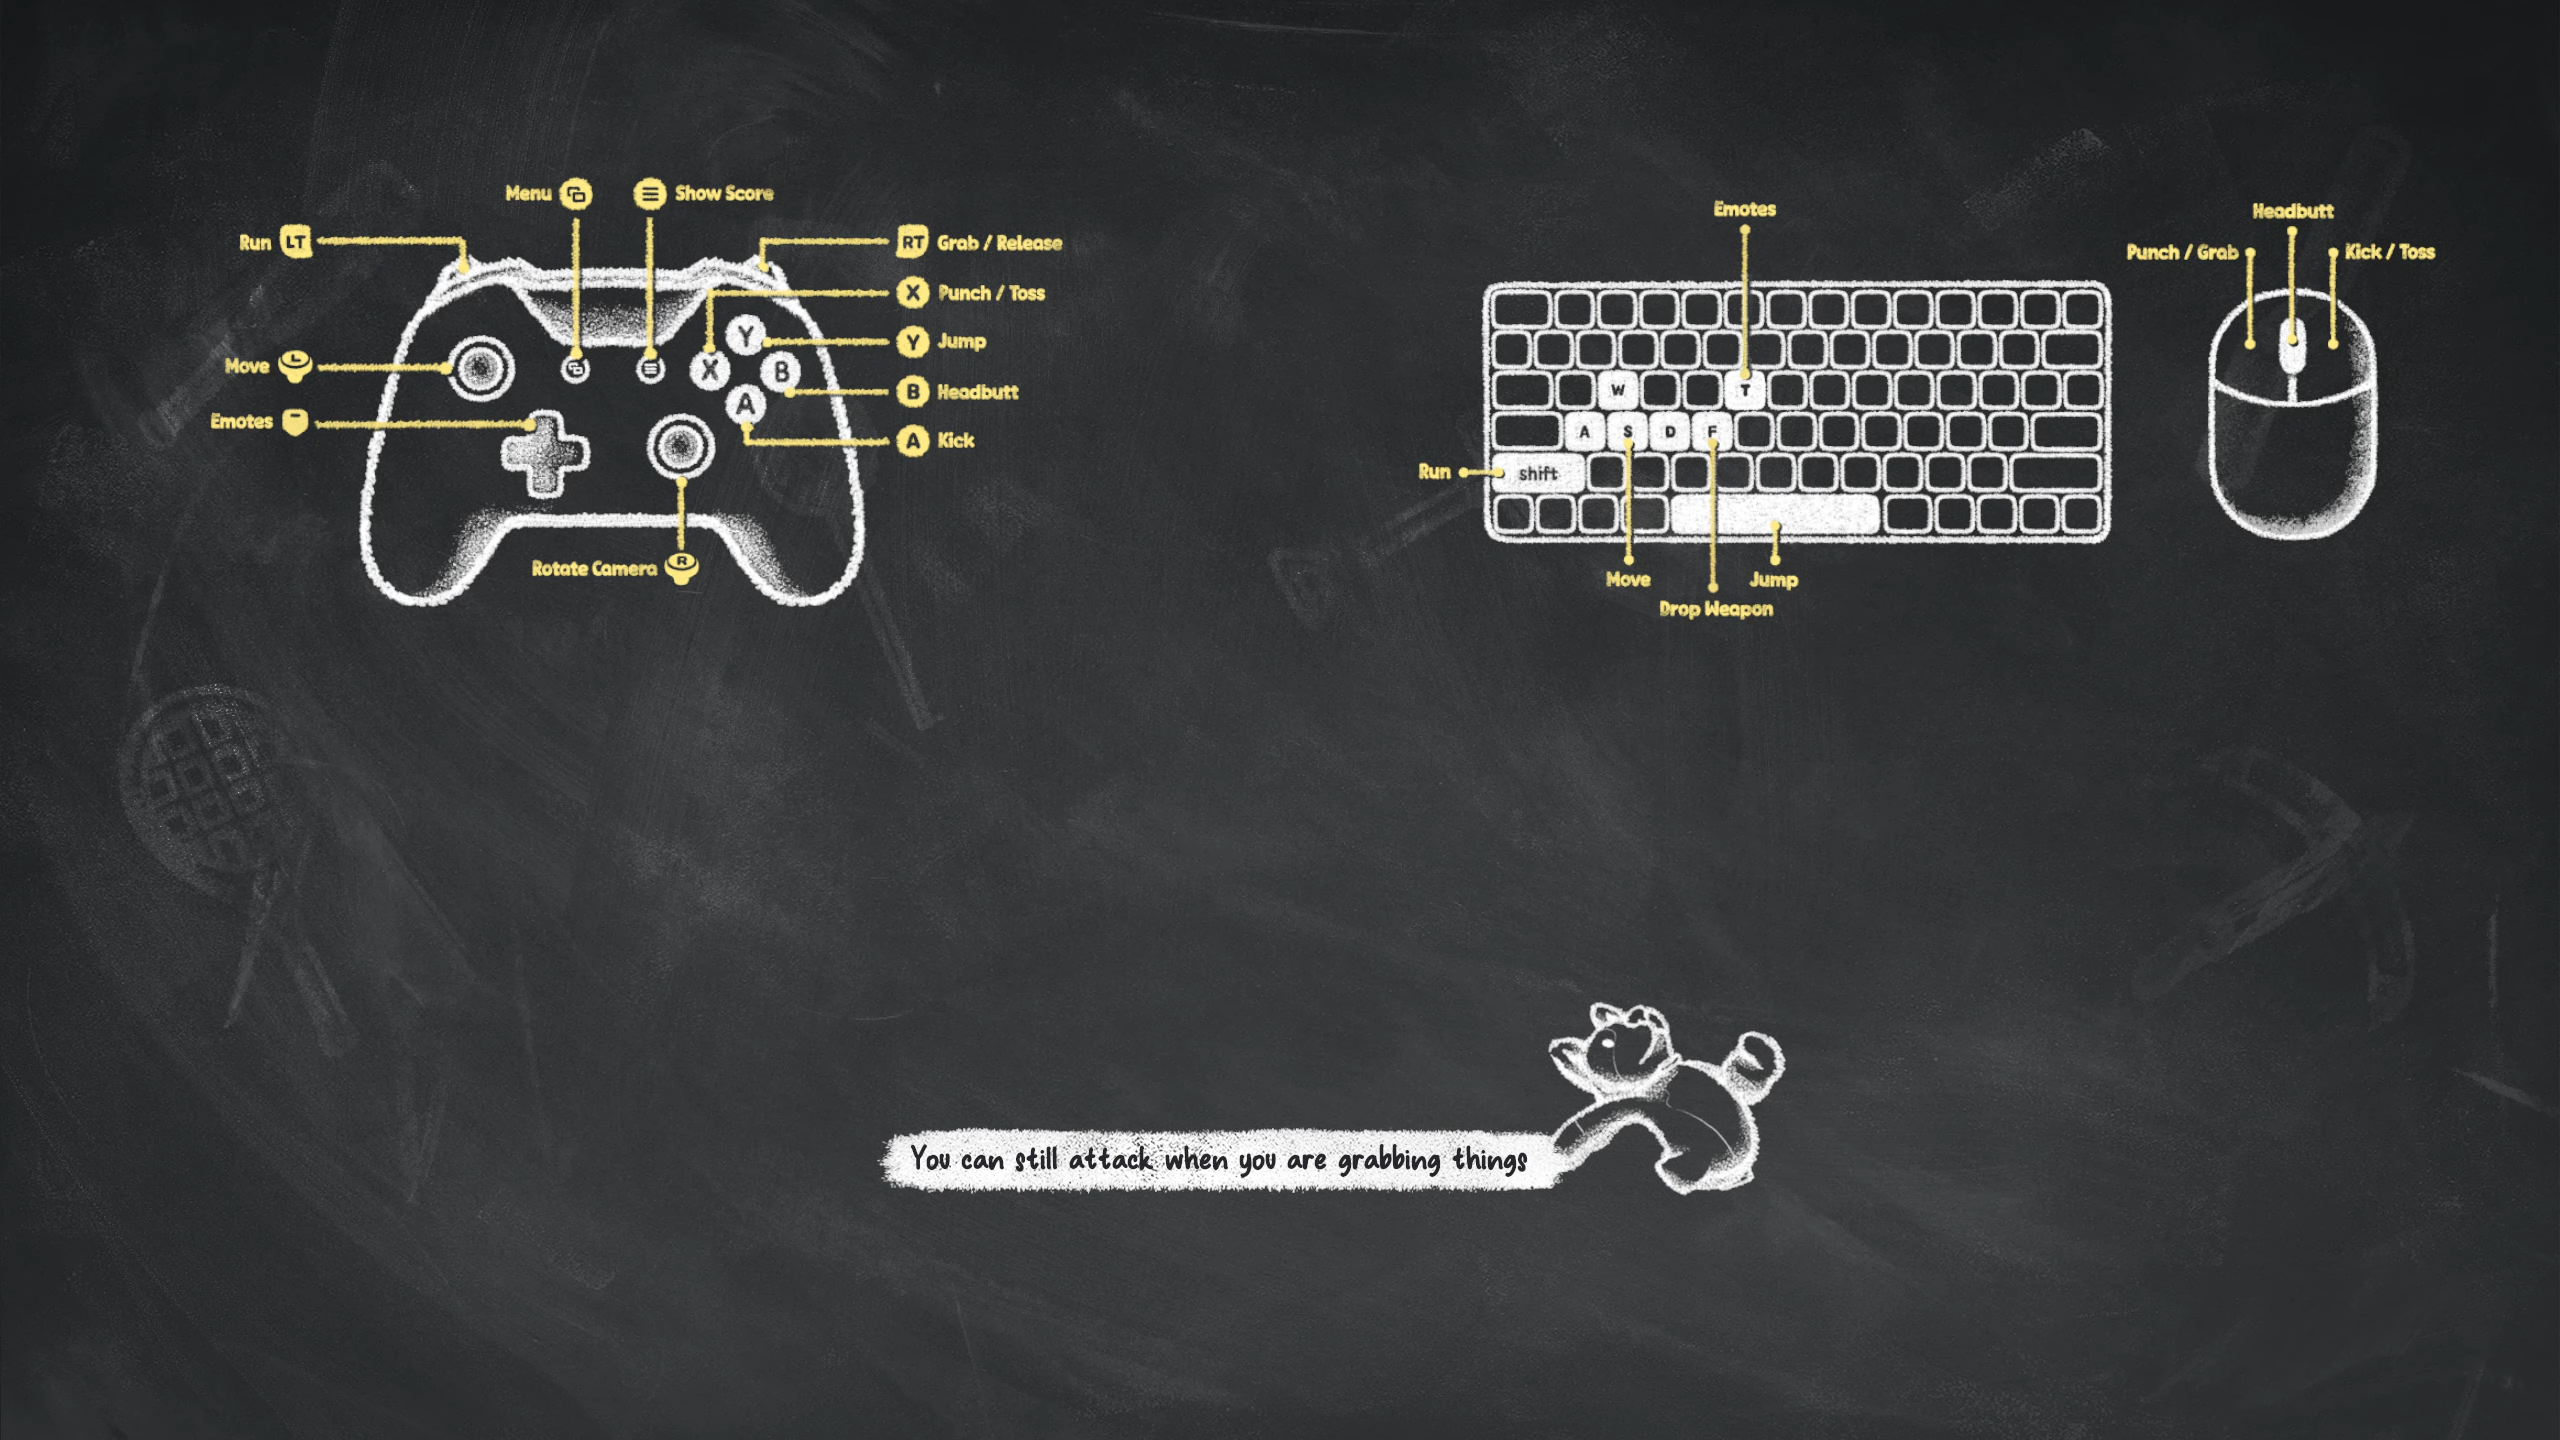 Menu
Show Score
Run LT
RT Grab / Release
X Punch / Toss
Y
Y Jump
Move L
X B
B Headbutt
A
Emotes
A Kick
Rotate Camera R
Emotes
Headbutt
Punch / Grab
Kick / Toss
W T
A S D F
Run shift
Move
Jump
Drop Weapon
You can still attack when you are grabbing things